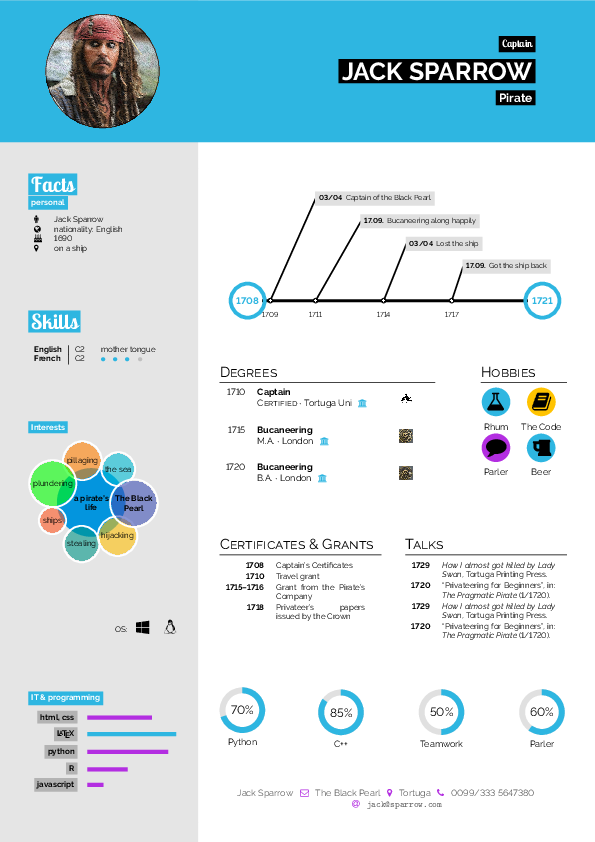 Captain
JACK SPARROW
Pirate
Facts
personal
Jack Sparrow
nationality: English
1690
on a ship
Skills
English C2 mother tongue
French C2
Interests
pillaging
the sea
plundering
a pirate's
life
The Black
Pearl
ships
hijacking
stealing
OS:
IT & programming
html, css
LATEX
python
R
javascript
03/04 Captain of the Black Pearl
17.09. Bucaneering along happily
03/04 Lost the ship
17.09. Got the ship back
1708
1721
1709 1711 1714 1717
DEGREES
1710 Captain
CERTIFIED · Tortuga Uni
1715 Bucaneering
M.A. · London
1720 Bucaneering
B.A. · London
HOBBIES
Rhum The Code
Parler Beer
CERTIFICATES & GRANTS
1708 Captain's Certificates
1710 Travel grant
1715–1716 Grant from the Pirate's
Company
1718 Privateer's papers
issued by the Crown
TALKS
1729 How I almost got killed by Lady
Swan, Tortuga Printing Press.
1720 "Privateering for Beginners", in:
The Pragmatic Pirate (1/1720).
1729 How I almost got killed by Lady
Swan, Tortuga Printing Press.
1720 "Privateering for Beginners", in:
The Pragmatic Pirate (1/1720).
70% 85% 50% 60%
Python C++ Teamwork Parler
Jack Sparrow The Black Pearl Tortuga 0099/333 5647380
jack@sparrow.com